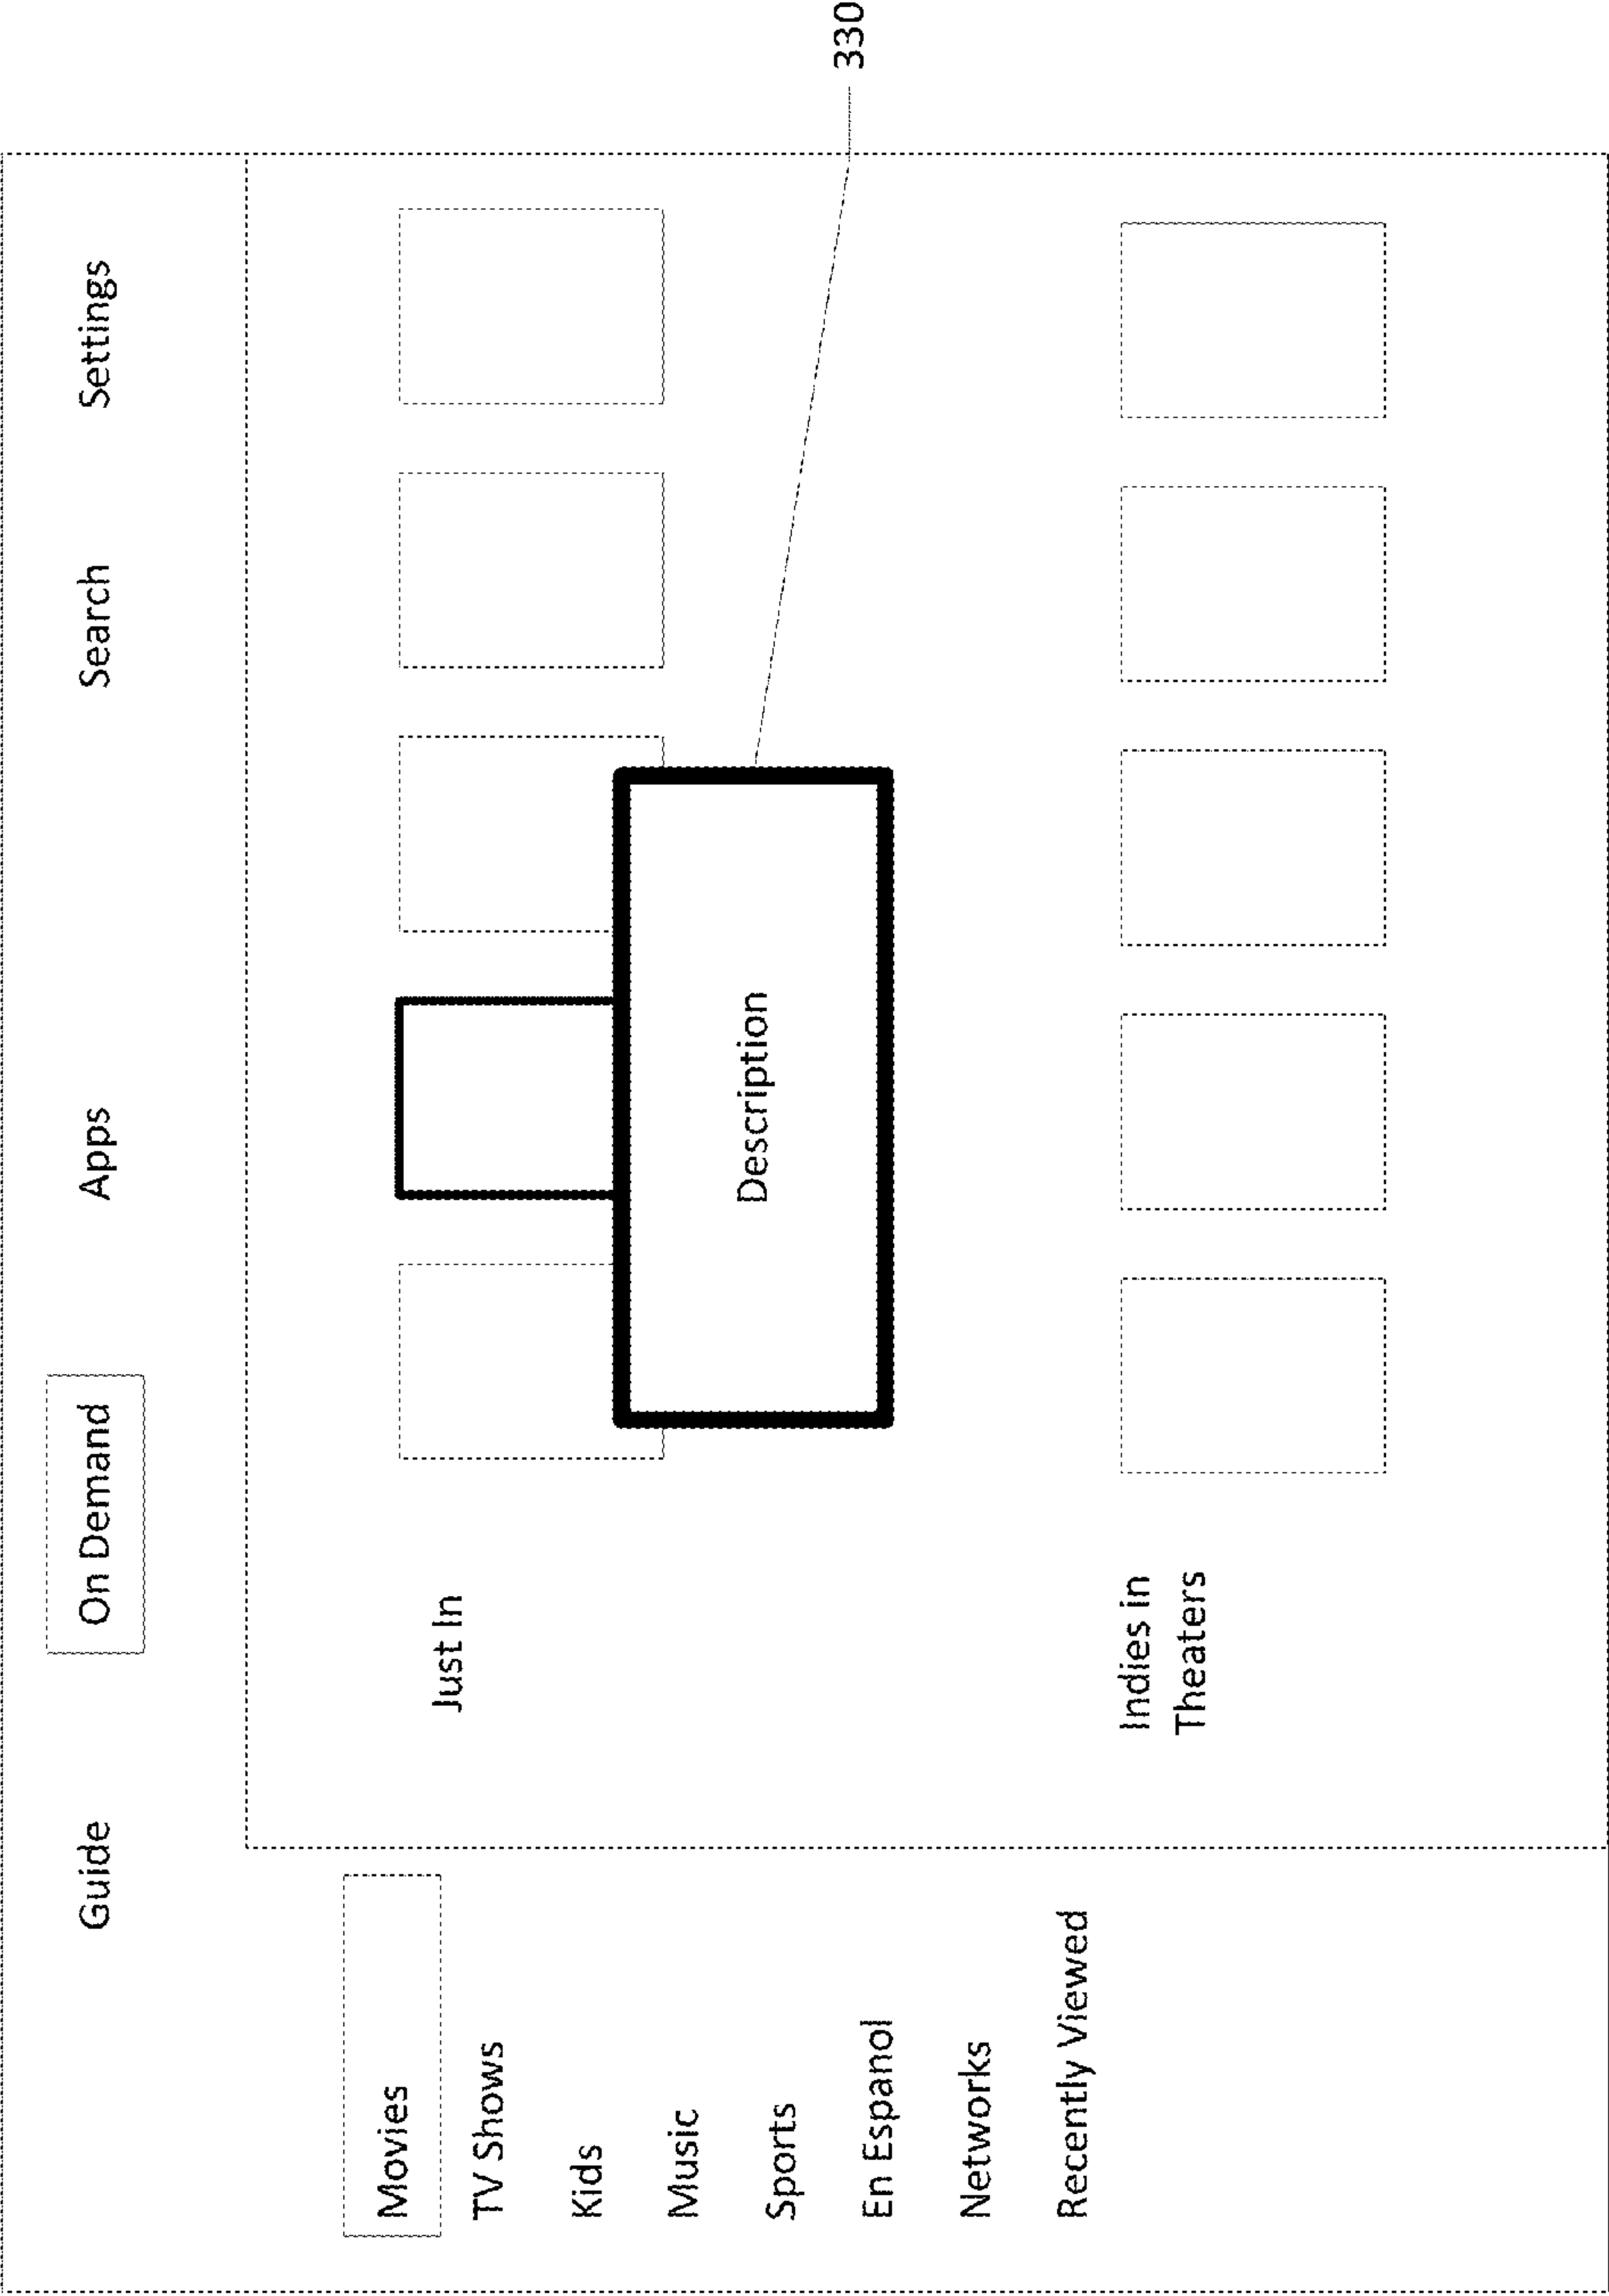 Guide
On Demand
Apps
Search
Settings
Movies
TV Shows
Kids
Music
Sports
En Espanol
Networks
Recently Viewed
Just In
Description
Indies in
Theaters
330